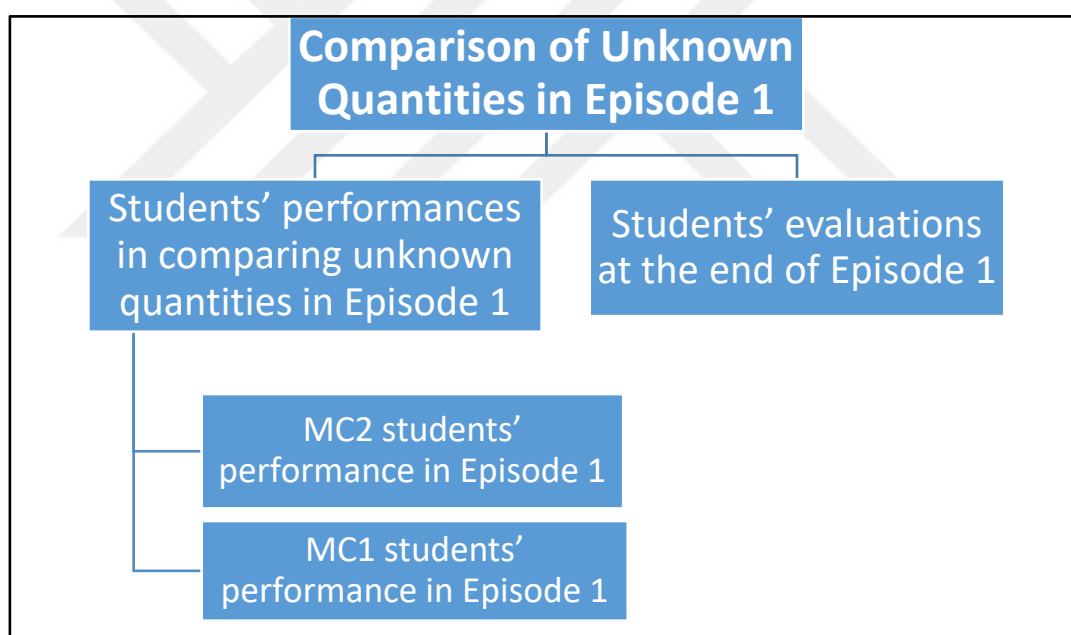 Comparison of Unknown
Quantities in Episode 1
Students’ performances
in comparing unknown
quantities in Episode 1
Students’ evaluations
at the end of Episode 1
MC2 students’
performance in Episode 1
MC1 students’
performance in Episode 1